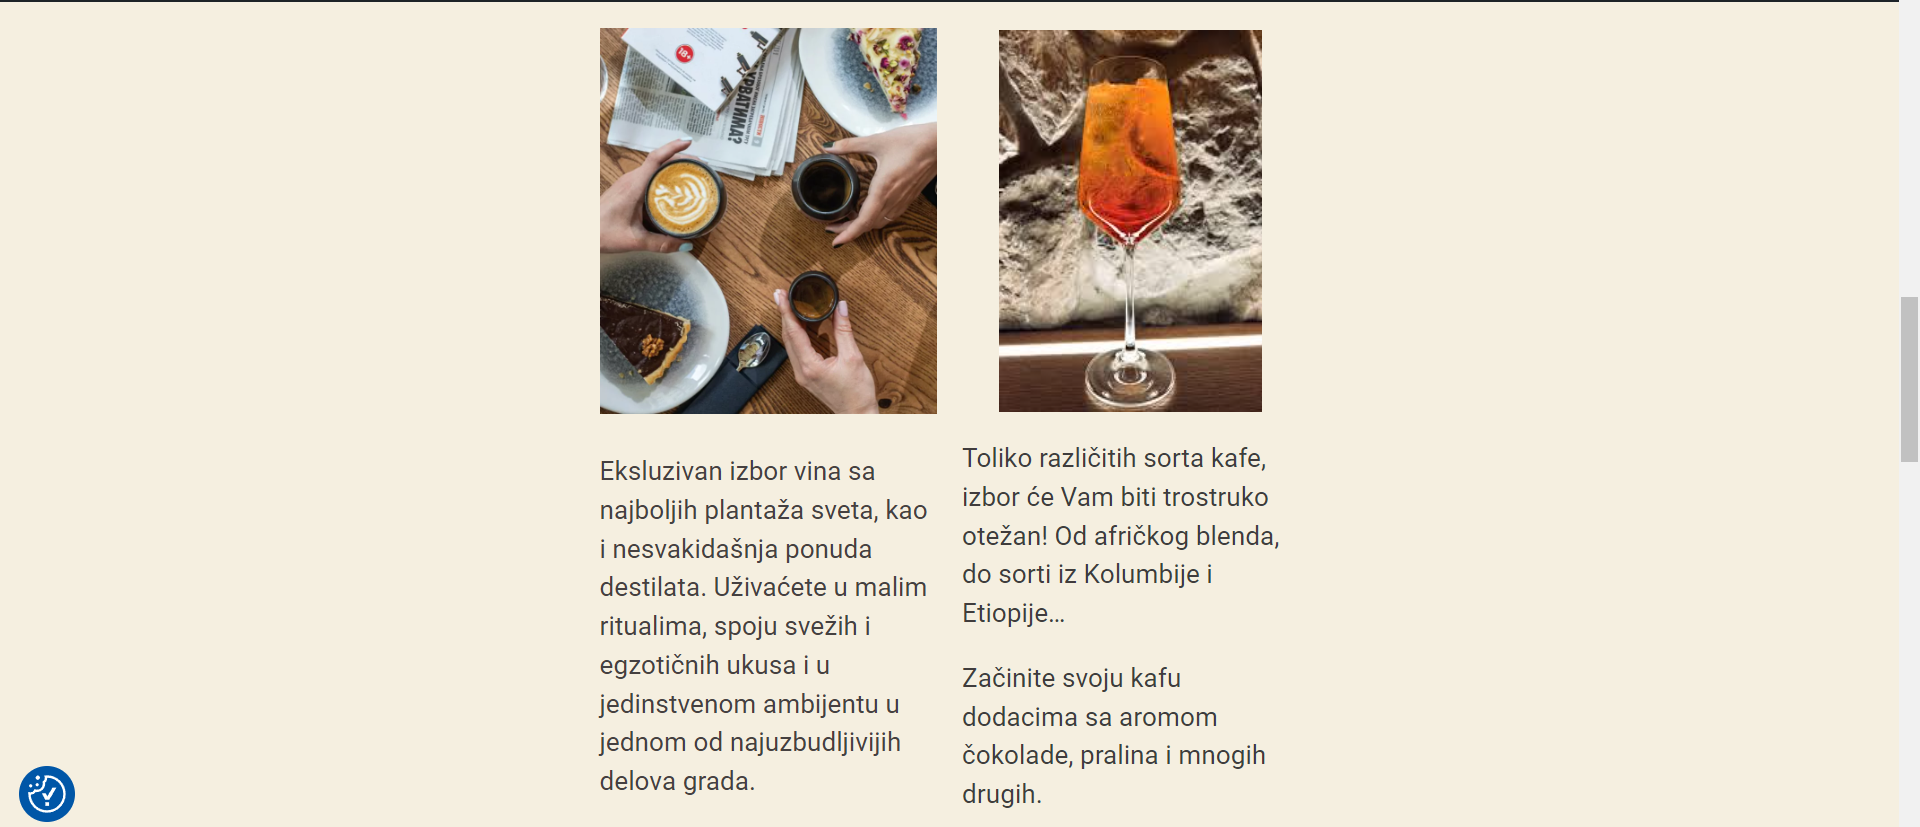 18+
УРВАТИМА?
Eksluzivan izbor vina sa
najboljih plantaža sveta, kao
i nesvakidašnja ponuda
destilata. Uživaćete u malim
ritualima, spoju svežih i
egzotičnih ukusa i u
jedinstvenom ambijentu u
jednom od najuzbudljivijih
delova grada.
Toliko različitih sorta kafe,
izbor će Vam biti trostruko
otežan! Od afričkog blenda,
do sorti iz Kolumbije i
Etiopije…
Začinite svoju kafu
dodacima sa aromom
čokolade, pralina i mnogih
drugih.